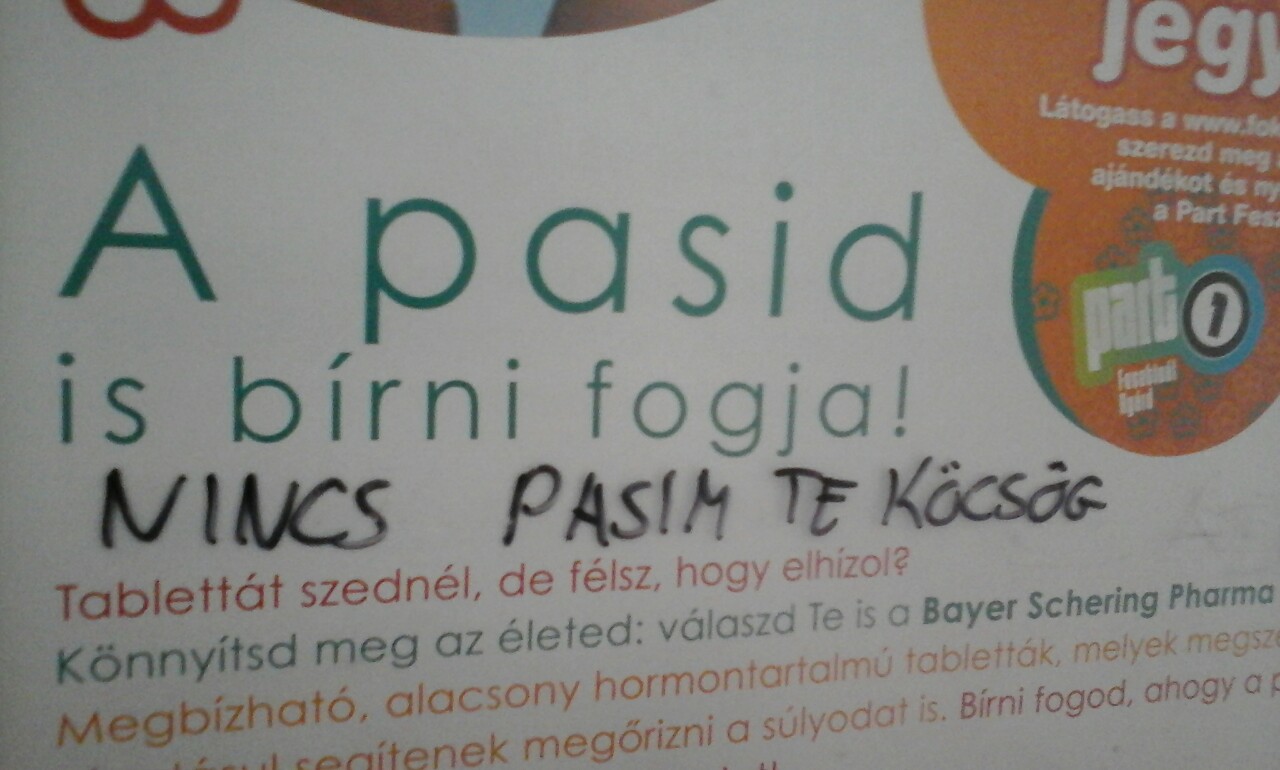 jegy
Látogass a www.
szerezd meg
ajándékot és
a Part
part 1
A pasid
is bírni fogja!
NINCS PASIM TE KÖCSÖG
Tablettát szednél, de félsz, hogy elhízol?
Könnyítsd meg az életed: válaszd Te is a Bayer Schering Pharma
Megbízható, alacsony hormontartalmú tabletták, melyek
segítenek megőrizni a súlyodat is. Bírni fogod, ahogy a